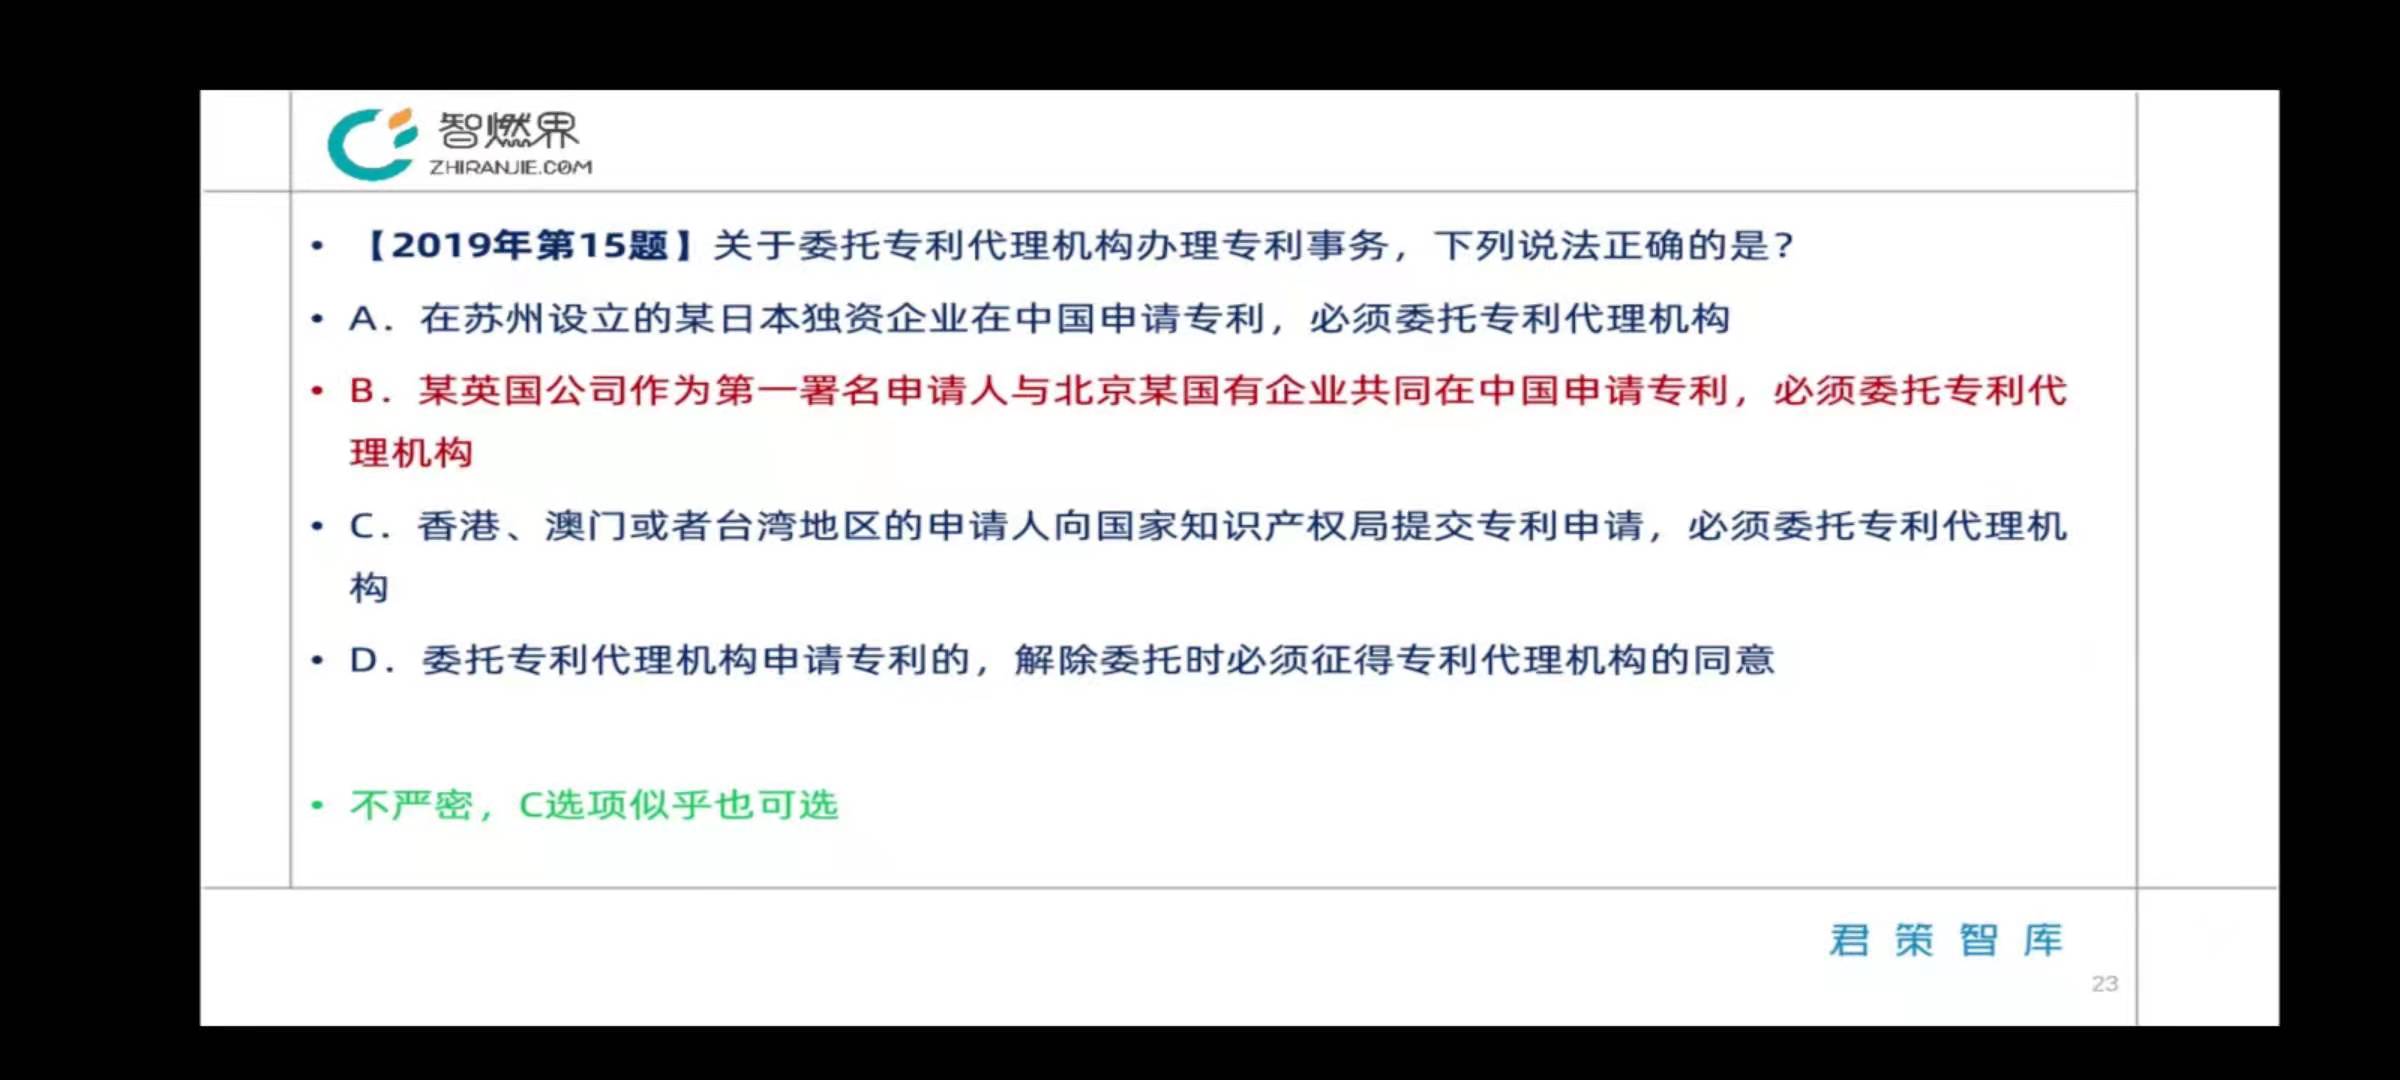 智燃界
ZHIRANJIE.COM
• 【2019年第15题】关于委托专利代理机构办理专利事务，下列说法正确的是？
• A．在苏州设立的某日本独资企业在中国申请专利，必须委托专利代理机构
• B．某英国公司作为第一署名申请人与北京某国有企业共同在中国申请专利，必须委托专利代
理机构
• C．香港、澳门或者台湾地区的申请人向国家知识产权局提交专利申请，必须委托专利代理机
构
• D．委托专利代理机构申请专利的，解除委托时必须征得专利代理机构的同意
• 不严密，C选项似乎也可选
君策智库
23